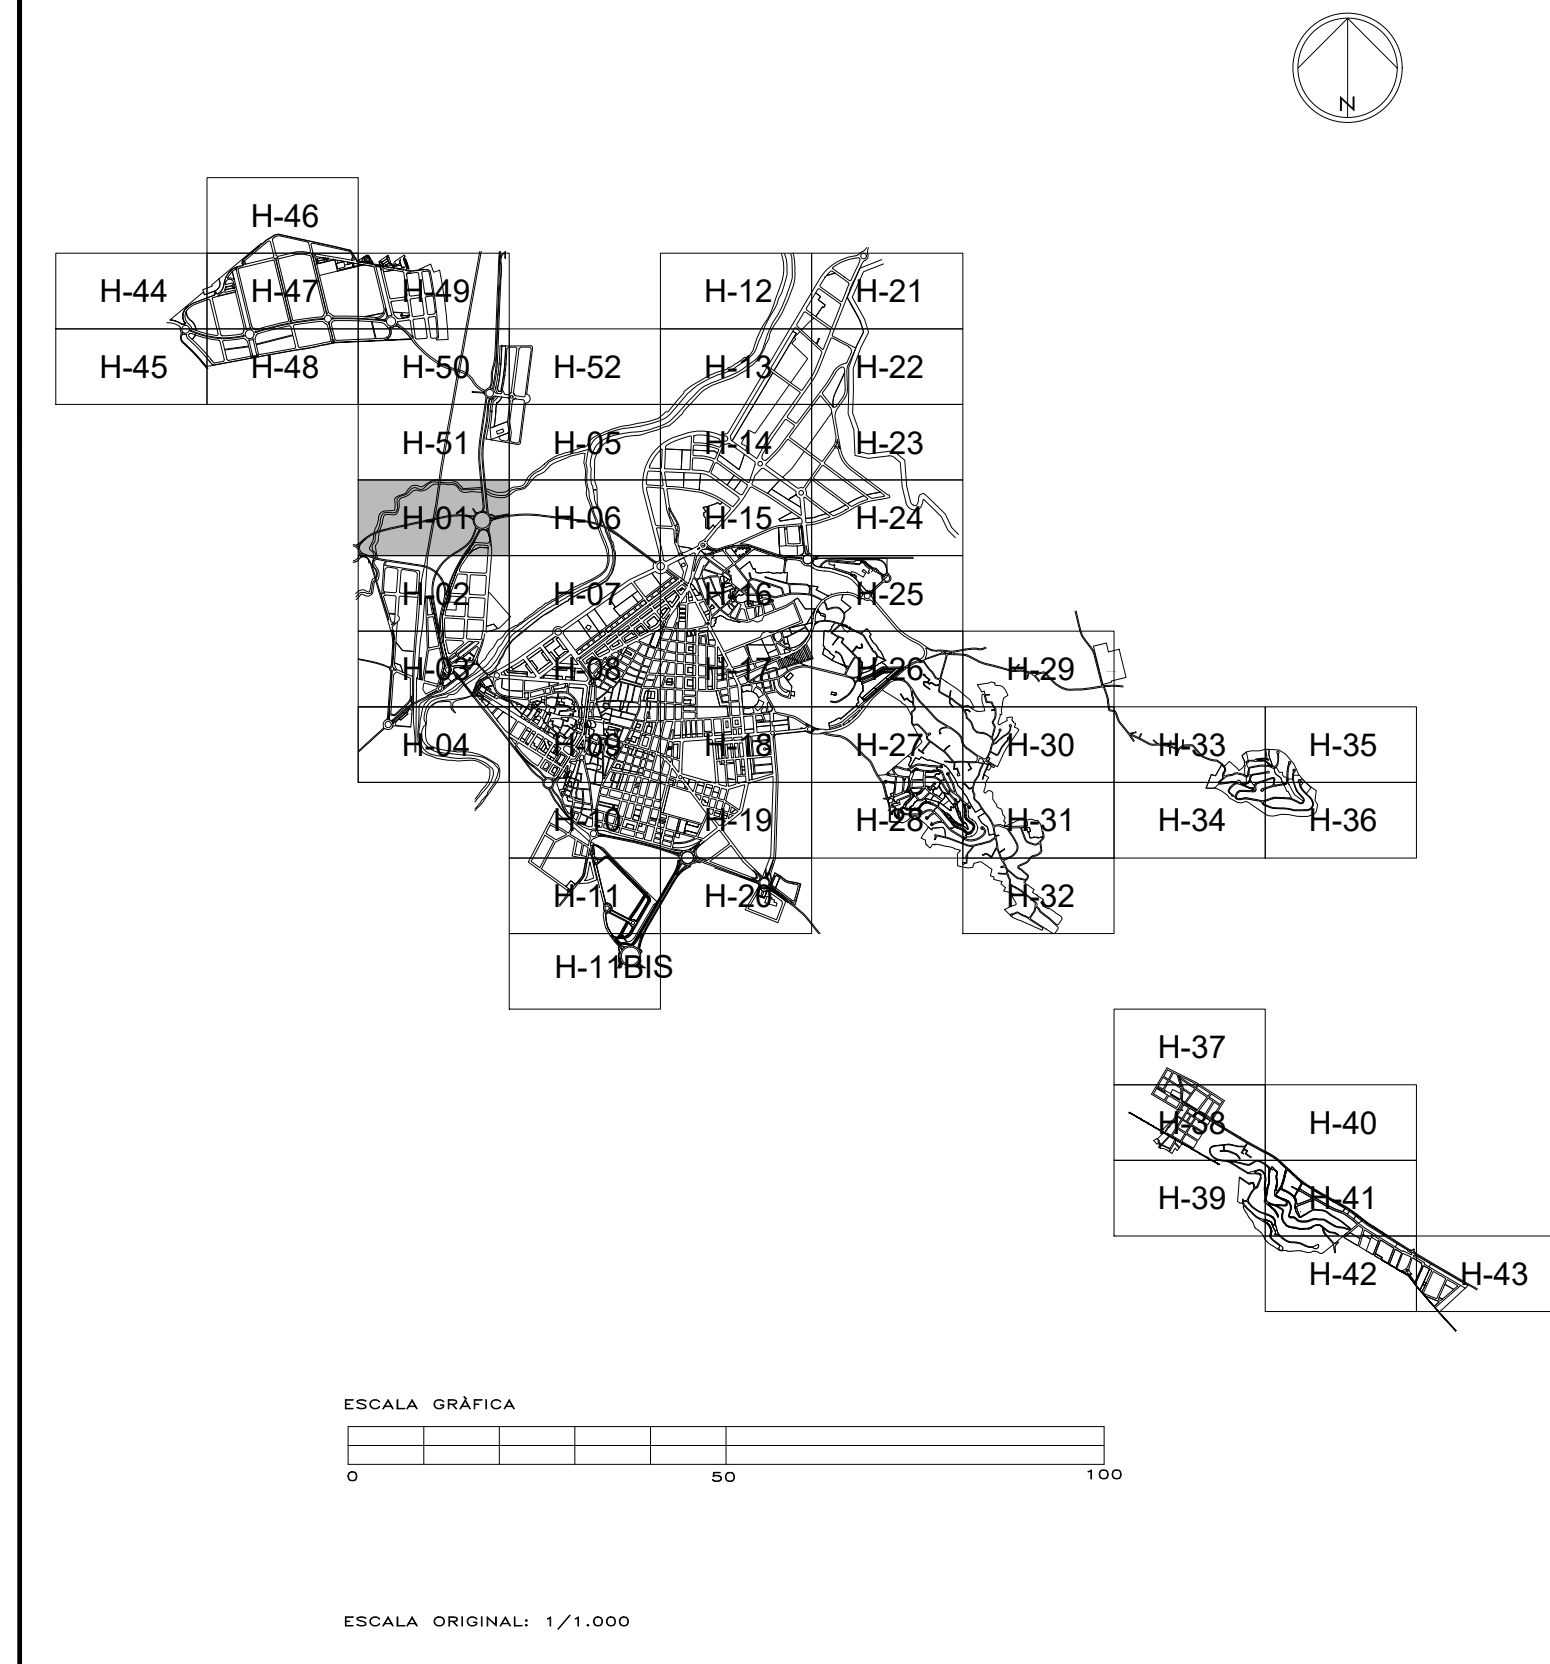 N
H-46
H-44 H-47 H-49 H-12 H-21
H-45 H-48 H-50 H-52 H-13 H-22
H-51 H-05 H-14 H-23
H-01 H-06 H-15 H-24
H-02 H-07 H-16 H-25
H-03 H-08 H-17 H-26 H-29
H-04 H-09 H-18 H-27 H-30 H-33 H-35
H-10 H-19 H-28 H-31 H-34 H-36
H-11 H-20 H-32
H-11BIS
H-37
H-38 H-40
H-39 H-41
H-42 H-43
ESCALA GRÀFICA
0 50 100
ESCALA ORIGINAL: 1/1.000